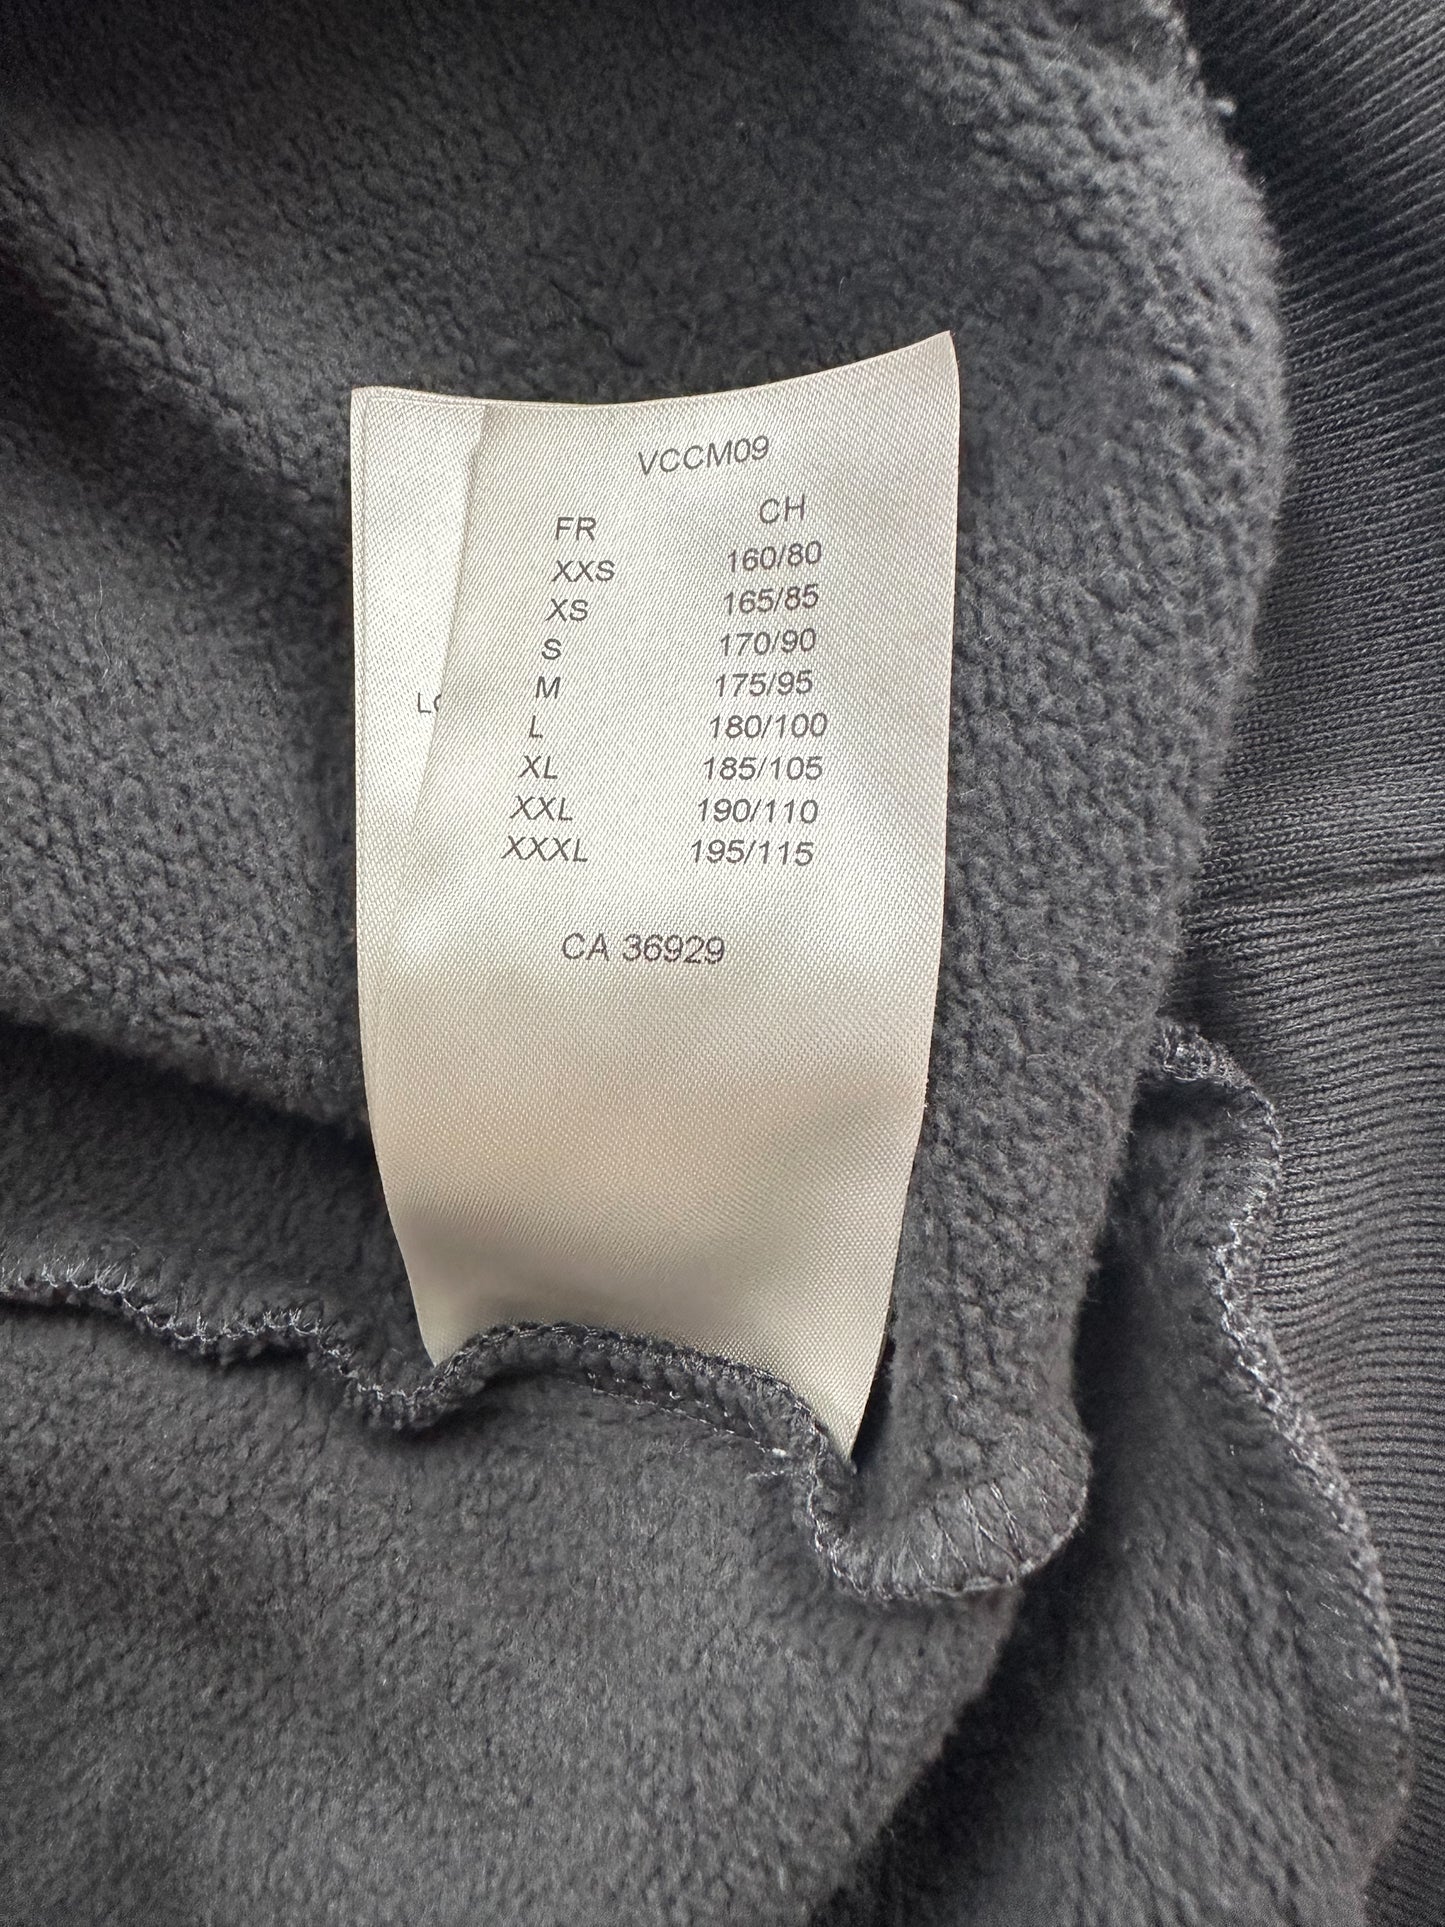 VCCM09
FR CH
XXS 160/80
XS 165/85
S 170/90
M 175/95
L 180/100
XL 185/105
XXL 190/110
XXXL 195/115
CA 36929